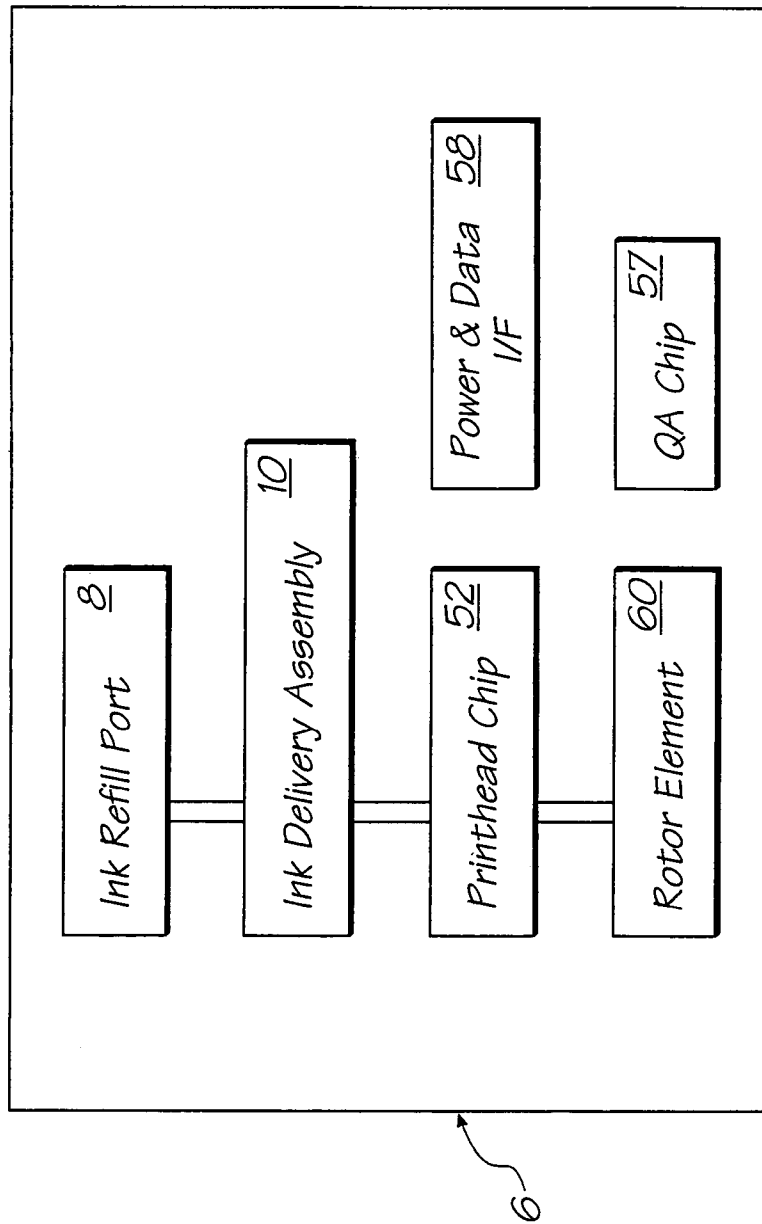 Ink Refill Port 8
Ink Delivery Assembly 10
Printhead Chip 52
Power & Data 58
I/F
Rotor Element 60
QA Chip 57
6